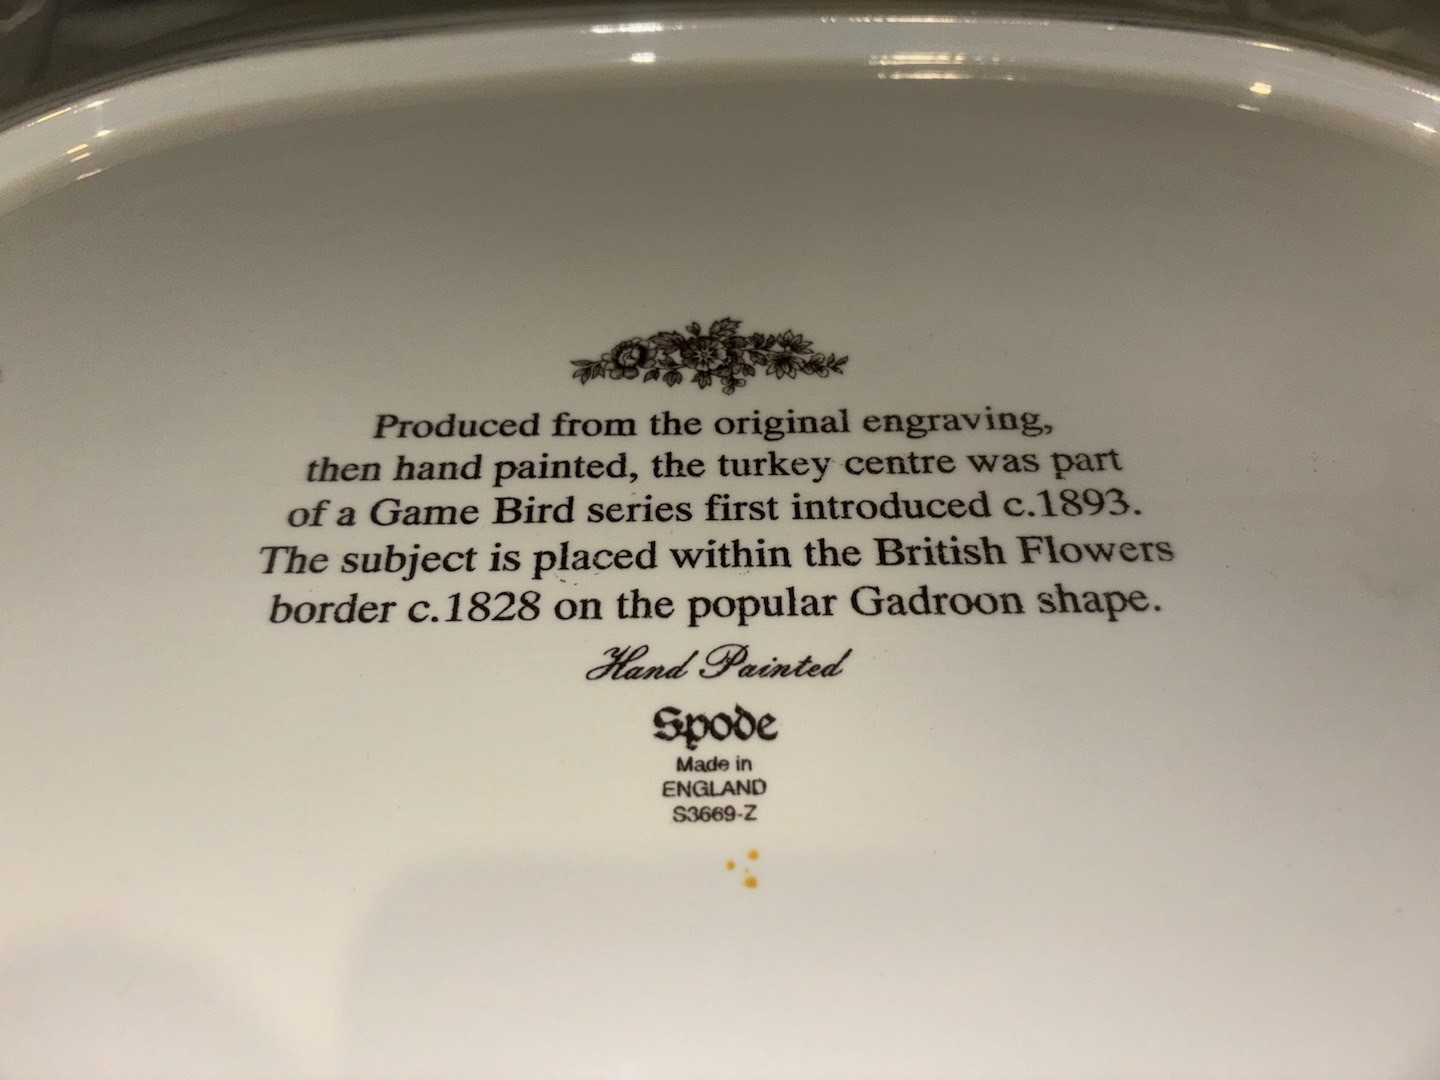 Produced from the original engraving,
then hand painted, the turkey centre was part
of a Game Bird series first introduced c.1893.
The subject is placed within the British Flowers
border c.1828 on the popular Gadroon shape.
Hand Painted
Spode
Made in
ENGLAND
S3669-Z